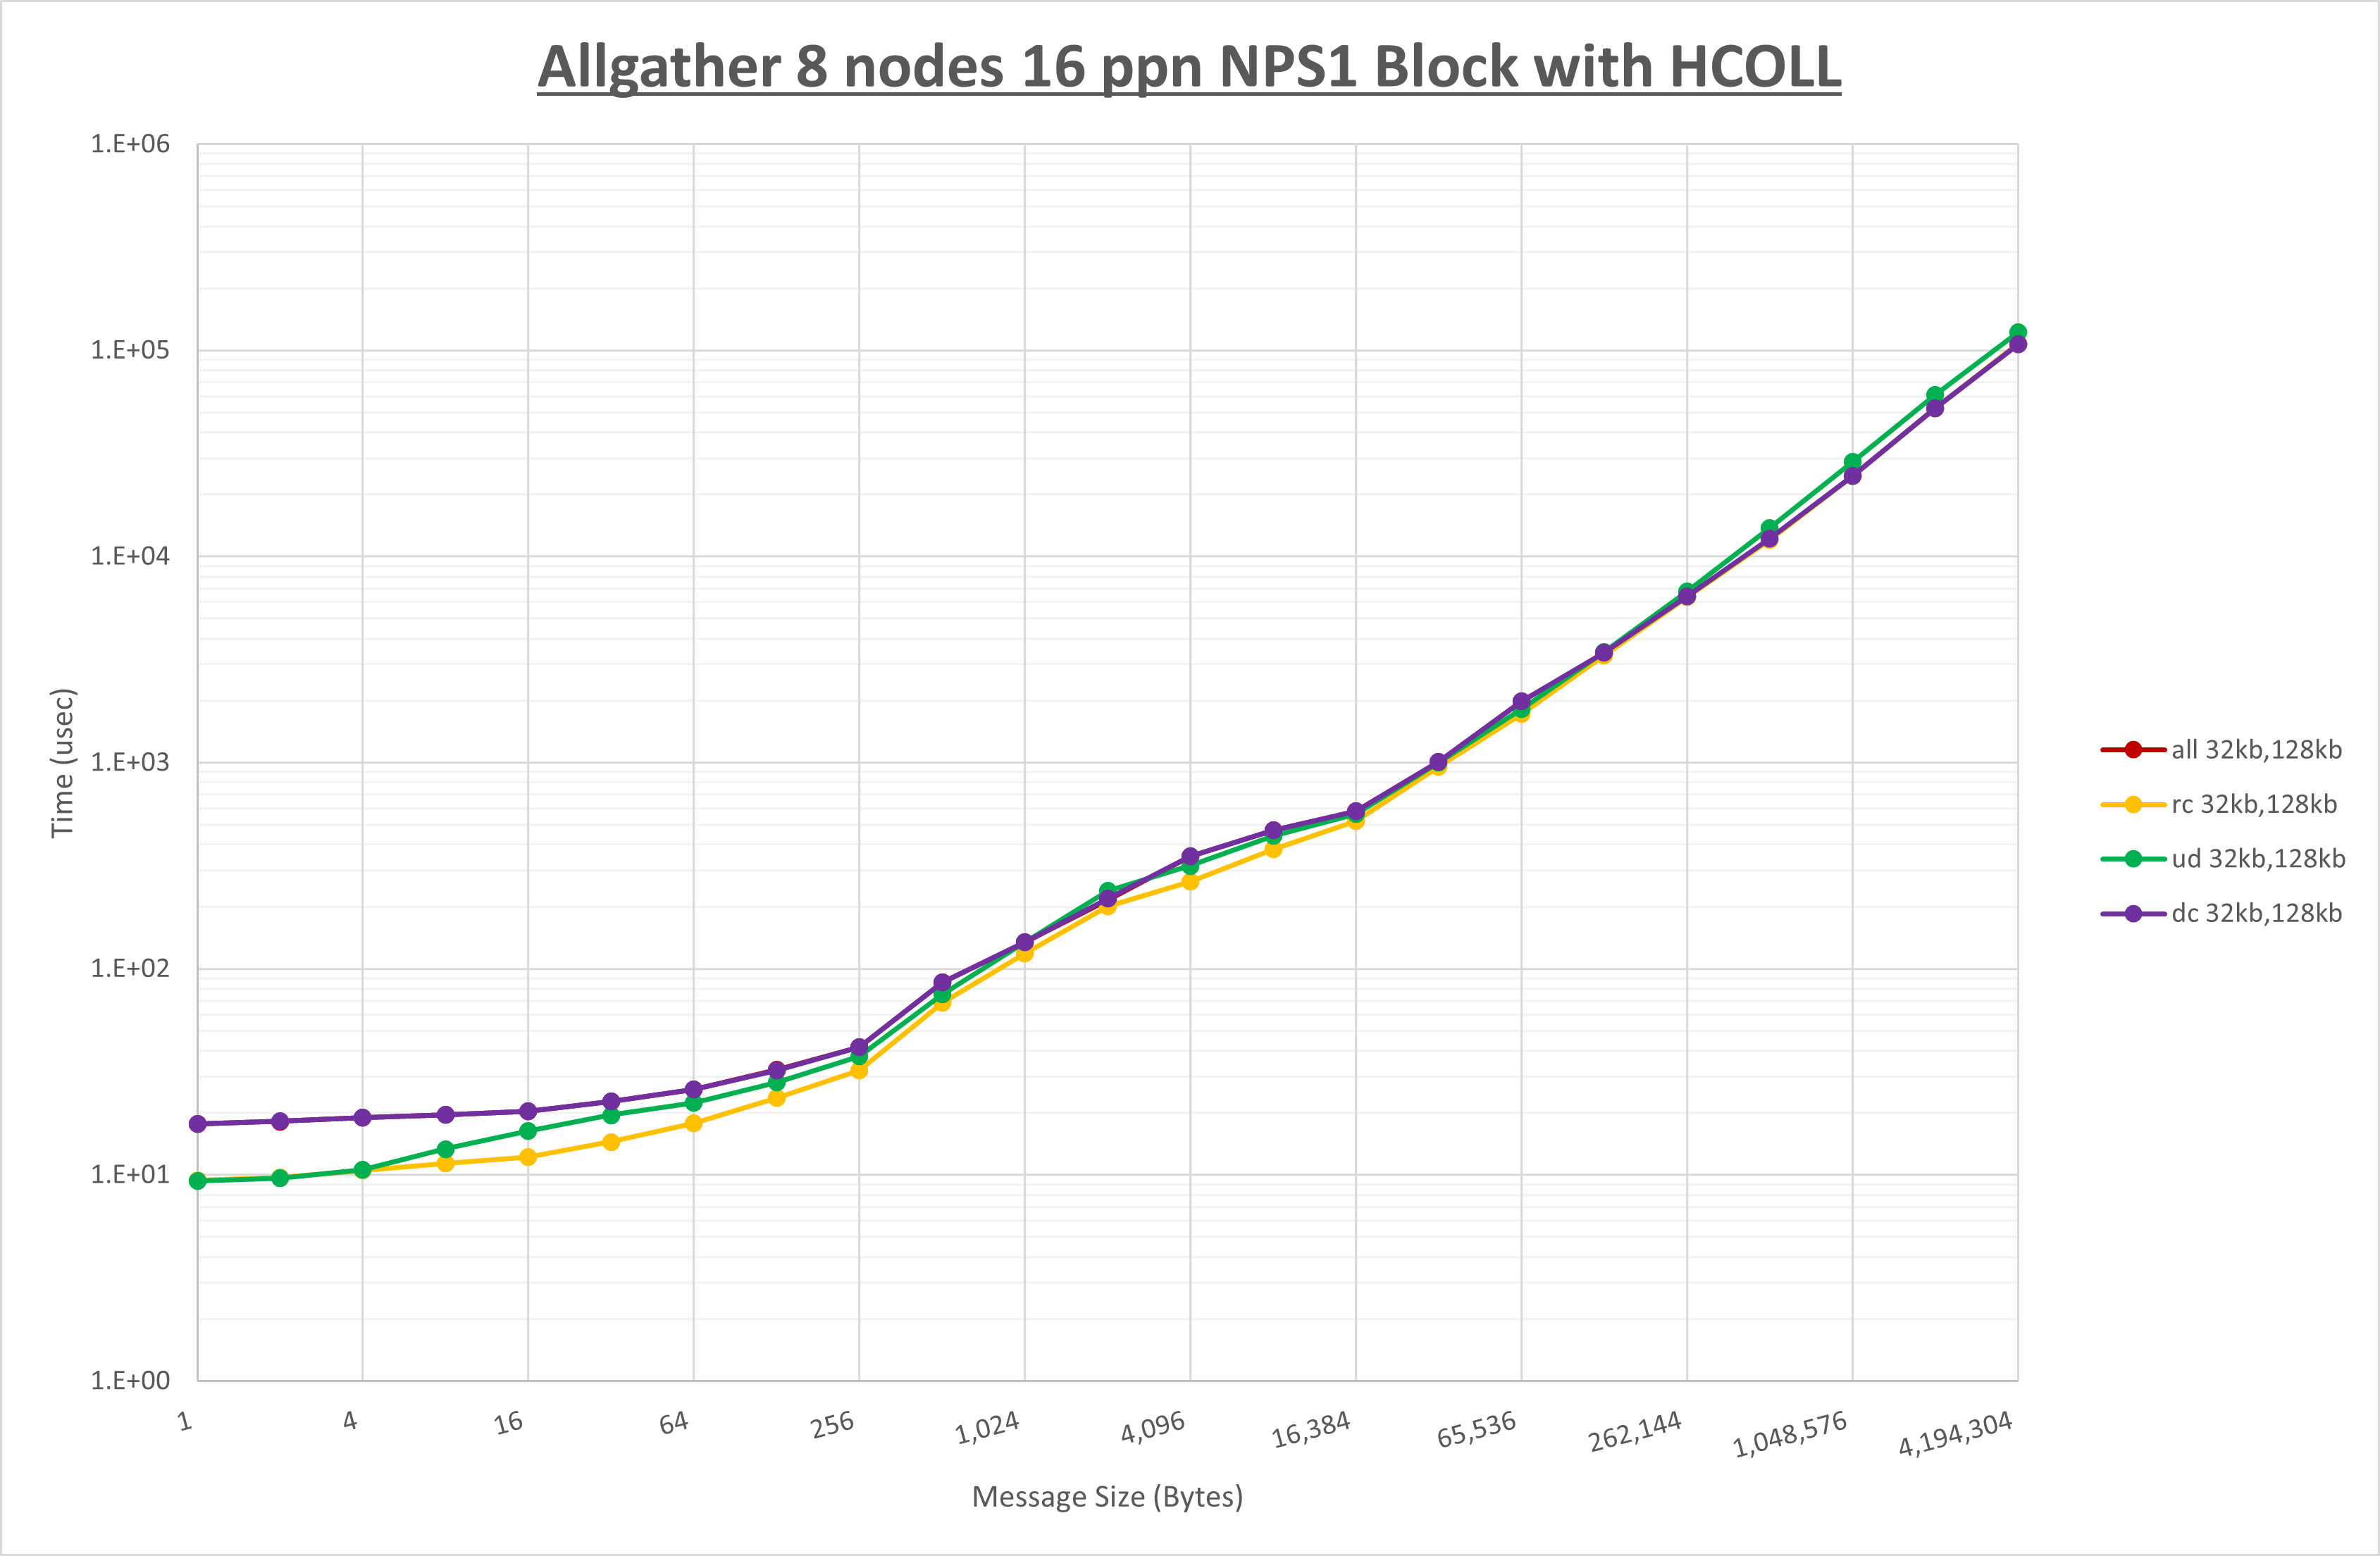 Allgather 8 nodes 16 ppn NPS1 Block with HCOLL
1.E+06
1.E+05
1.E+04
1.E+03
1.E+02
1.E+01
1.E+00
Time (usec)
1
4
16
64
256
1,024
4,096
16,384
65,536
262,144
1,048,576
4,194,304
Message Size (Bytes)
all 32kb,128kb
rc 32kb,128kb
ud 32kb,128kb
dc 32kb,128kb